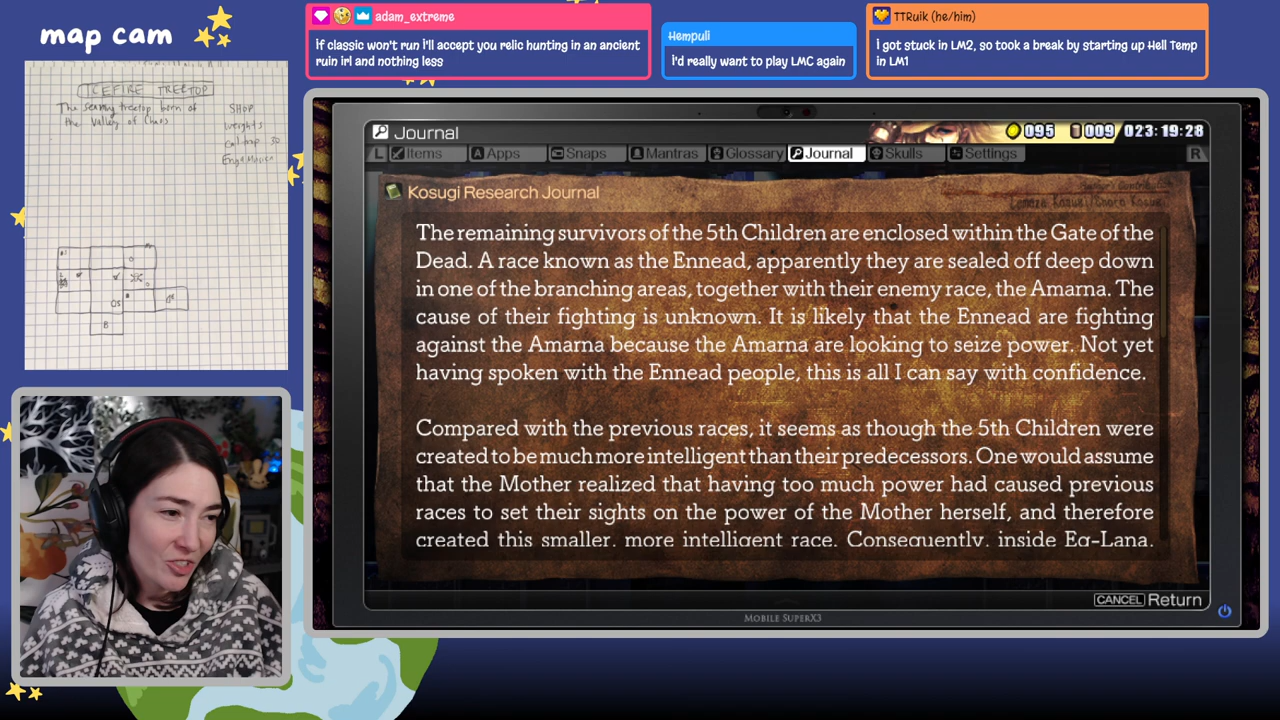 map cam
ICEFIRE TREETOP
The searing treetop born of
the Valley of Chaos
SHOP
weights
caltrop 30
adam_extreme
if classic won't run i'll accept you relic hunting in an ancient
ruin irl and nothing less
Hempuli
i'd really want to play LMC again
TTRuik (he/him)
i got stuck in LM2, so took a break by starting up Hell Temp
in LM1
Journal
095
009
023:19:28
L
Items
A Apps
Snaps
Mantras
Glossary
Journal
Skulls
Settings
R
Kosugi Research Journal
Lemeza Kosugi/Shorn Kosugi
The remaining survivors of the 5th Children are enclosed within the Gate of the
Dead. A race known as the Ennead, apparently they are sealed off deep down
in one of the branching areas, together with their enemy race, the Amarna. The
cause of their fighting is unknown. It is likely that the Ennead are fighting
against the Amarna because the Amarna are looking to seize power. Not yet
having spoken with the Ennead people, this is all I can say with confidence.
Compared with the previous races, it seems as though the 5th Children were
created to be much more intelligent than their predecessors. One would assume
that the Mother realized that having too much power had caused previous
races to set their sights on the power of the Mother herself, and therefore
created this smaller, more intelligent race. Consequently, inside Eg-Lana,
CANCEL Return
MOBILE SUPERX3